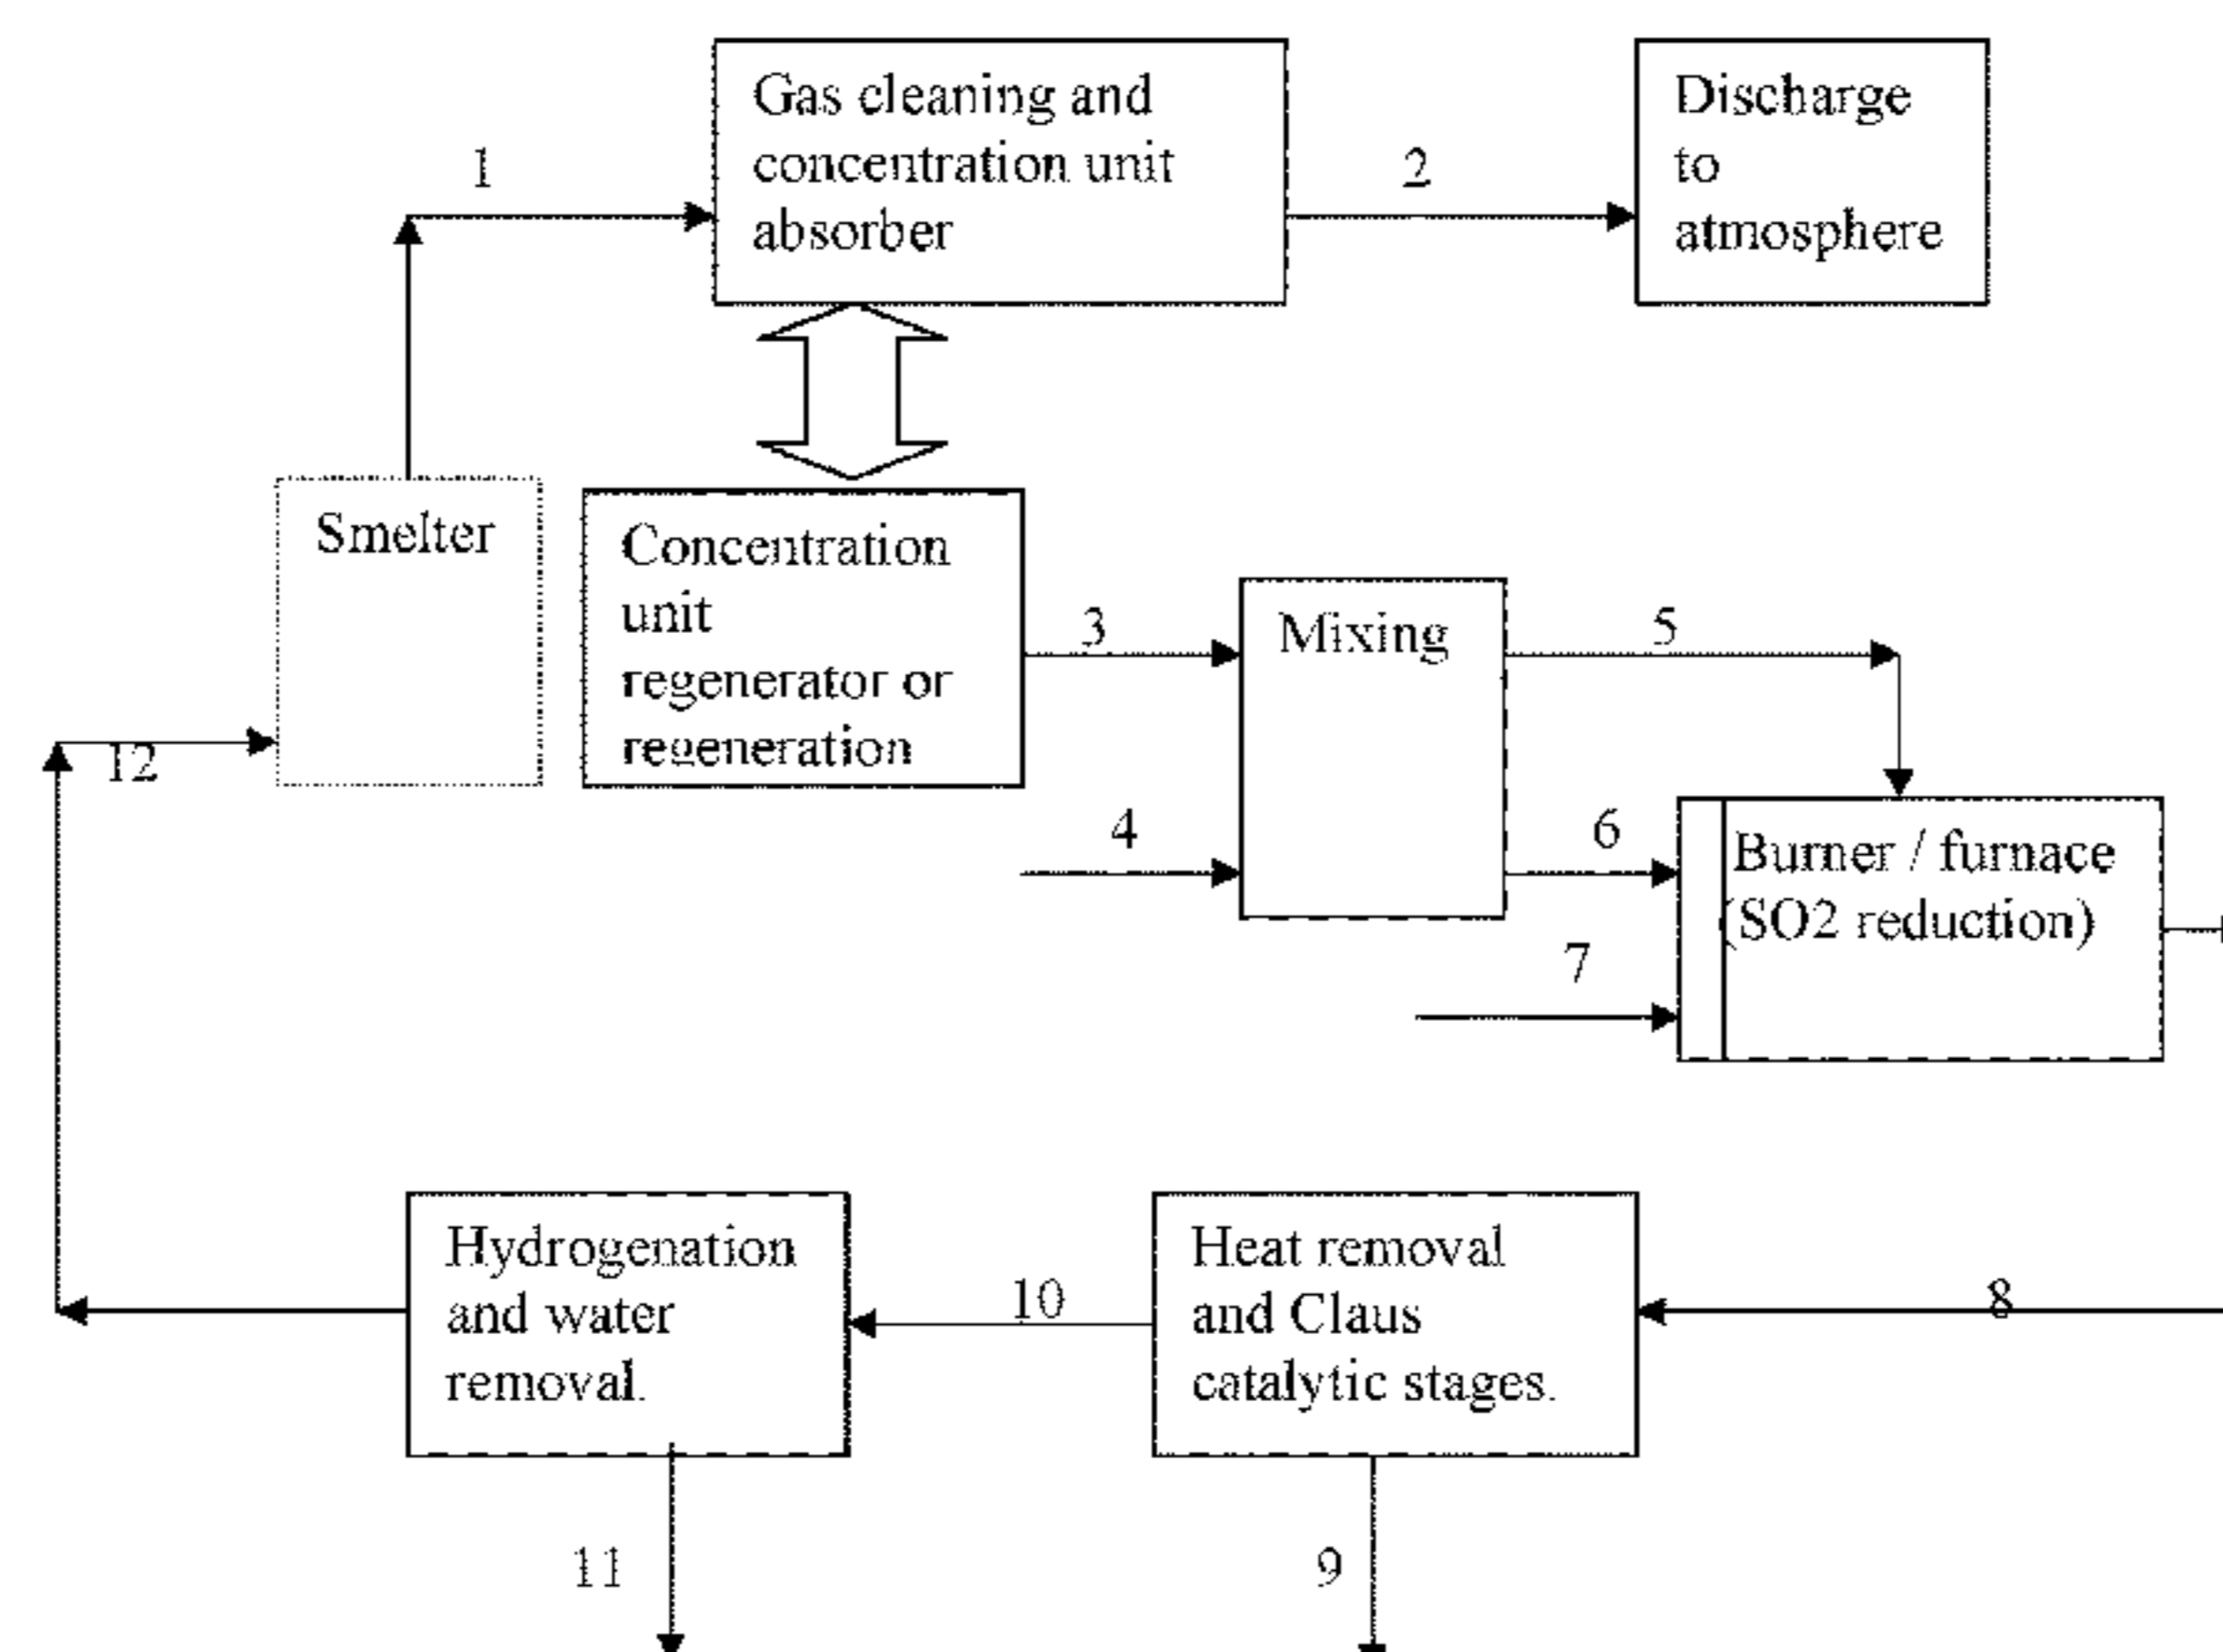 Gas cleaning and
concentration unit
absorber
Discharge
to
atmosphere
1
2
Smelter
Concentration
unit
regenerator or
regeneration
3
Mixing
5
12
4
6
Burner / furnace
(SO2 reduction)
7
Hydrogenation
and water
removal.
10
Heat removal
and Claus
catalytic stages.
8
11
9